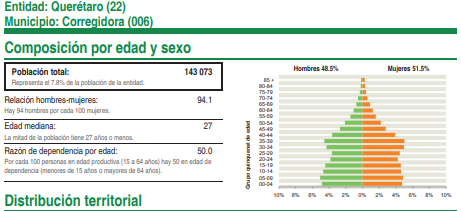 Entidad: Querétaro (22)
Municipio: Corregidora (006)
Composición por edad y sexo
Población total: 143 073
Representa el 7.8% de la población de la entidad.
Relación hombres-mujeres: 94.1
Hay 94 hombres por cada 100 mujeres.
Edad mediana: 27
La mitad de la población tiene 27 años o menos.
Razón de dependencia por edad: 50.0
Por cada 100 personas en edad productiva (15 a 64 años) hay 50 en edad de
dependencia (menores de 15 años o mayores de 64 años).
Hombres 48.5% Mujeres 51.5%
Grupo quinquenal de edad
85 +
80-84
75-79
70-74
65-69
60-64
55-59
50-54
45-49
40-44
35-39
30-34
25-29
20-24
15-19
10-14
05-09
00-04
10% 8% 6% 4% 2% 0% 2% 4% 6% 8% 10%
Distribución territorial